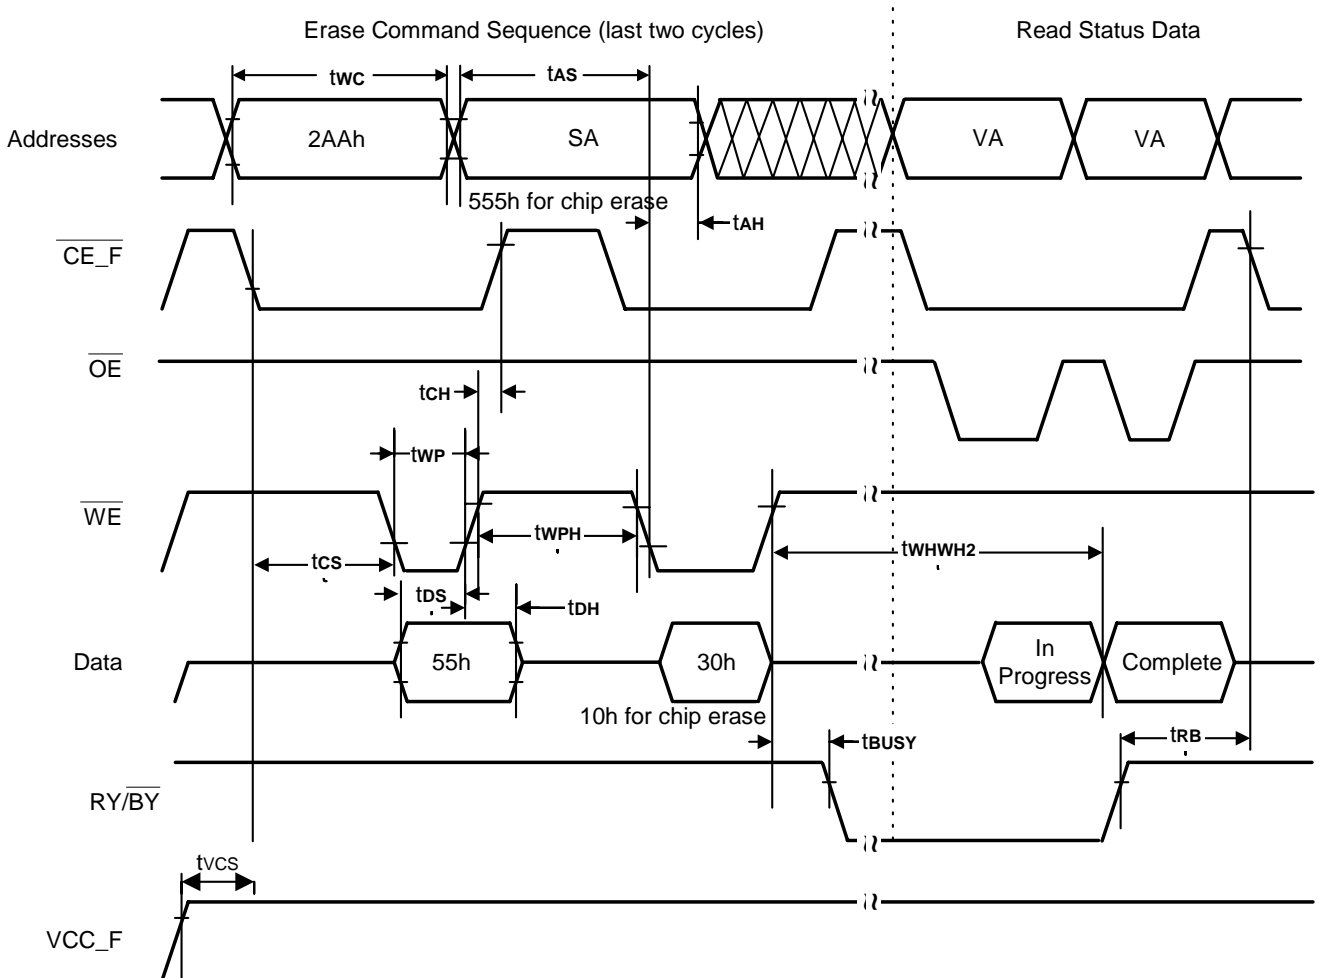 Erase Command Sequence (last two cycles)
Read Status Data
tWC
tAS
Addresses
2AAh
SA
VA
VA
555h for chip erase
tAH
CE_F
OE
tCH
tWP
WE
tWPH
tWHWH2
tCS
tDS
tDH
Data
55h
30h
In
Progress
Complete
10h for chip erase
tBUSY
tRB
RY/BY
tVCS
VCC_F